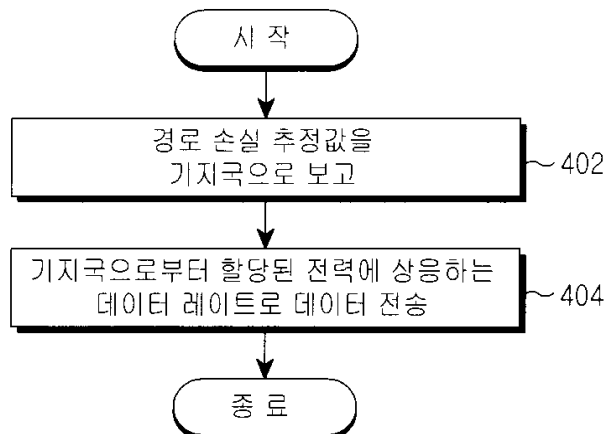 시 작
경로 손실 추정값을
기지국으로 보고
402
기지국으로부터 할당된 전력에 상응하는
데이터 레이트로 데이터 전송
404
종 료